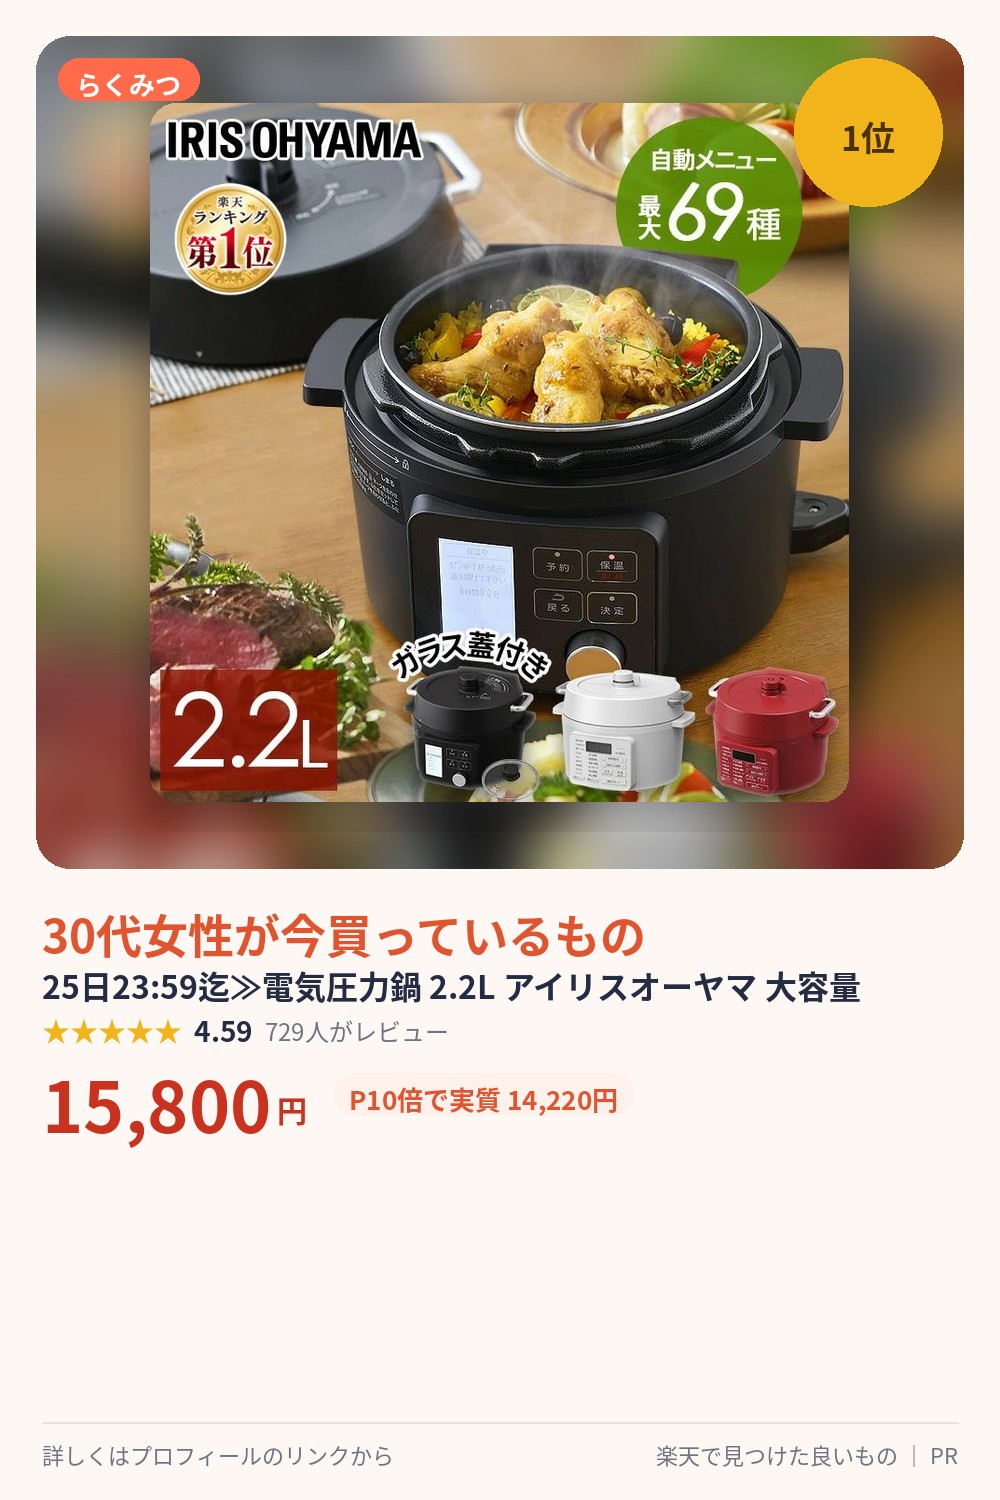 らくみつ
1位
IRIS OHYAMA
楽天
ランキング
第1位
自動メニュー
最大69種
保温中
予約
保温
戻る
決定
ガラス蓋付き
2.2L
30代女性が今買っているもの
25日23:59迄≫電気圧力鍋 2.2L アイリスオーヤマ 大容量
★★★★★ 4.59 729人がレビュー
15,800円 P10倍で実質 14,220円
詳しくはプロフィールのリンクから
楽天で見つけた良いもの | PR